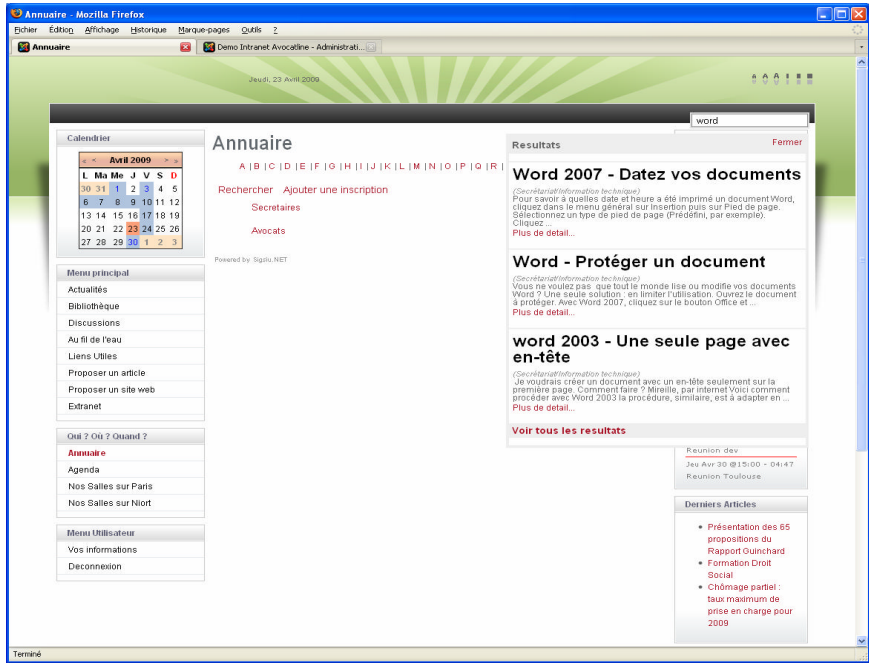 Annuaire - Mozilla Firefox
Fichier Édition Affichage Historique Marque-pages Outils ?
Annuaire
Demo Intranet Avocatline - Administrati...
Jeudi, 23 Avril 2009
A A A
word
Calendrier
« < Avril 2009 > »
L Ma Me J V S D
30 31 1 2 3 4 5
6 7 8 9 10 11 12
13 14 15 16 17 18 19
20 21 22 23 24 25 26
27 28 29 30 1 2 3
Menu principal
Actualités
Bibliothèque
Discussions
Au fil de l'eau
Liens Utiles
Proposer un article
Proposer un site web
Extranet
Qui ? Où ? Quand ?
Annuaire
Agenda
Nos Salles sur Paris
Nos Salles sur Niort
Menu Utilisateur
Vos informations
Deconnexion
Annuaire
A | B | C | D | E | F | G | H | I | J | K | L | M | N | O | P | Q | R |
Rechercher Ajouter une inscription
Secretaires
Avocats
Powered by Sigsiu.NET
Resultats Fermer
Word 2007 - Datez vos documents
(Secrétariat/Information technique)
Pour savoir à quelles date et heure a été imprimé un document Word,
cliquez dans le menu général sur Insertion puis sur Pied de page.
Sélectionnez un type de pied de page (Prédéfini, par exemple).
Cliquez ...
Plus de detail...
Word - Protéger un document
(Secrétariat/Information technique)
Vous ne voulez pas que tout le monde lise ou modifie vos documents
Word ? Une seule solution : en limiter l'utilisation. Ouvrez le document
à protéger. Avec Word 2007, cliquez sur le bouton Office et ...
Plus de detail...
word 2003 - Une seule page avec
en-tête
(Secrétariat/Information technique)
Je voudrais créer un document avec un en-tête seulement sur la
première page. Comment faire ? Mireille, par internet Voici comment
procéder avec Word 2003 la procédure, similaire, est à adapter en ...
Plus de detail...
Voir tous les resultats
Reunion dev
Jeu Avr 30 @15:00 - 04:47
Reunion Toulouse
Derniers Articles
Présentation des 65
propositions du
Rapport Guinchard
Formation Droit
Social
Chômage partiel :
taux maximum de
prise en charge pour
2009
Terminé